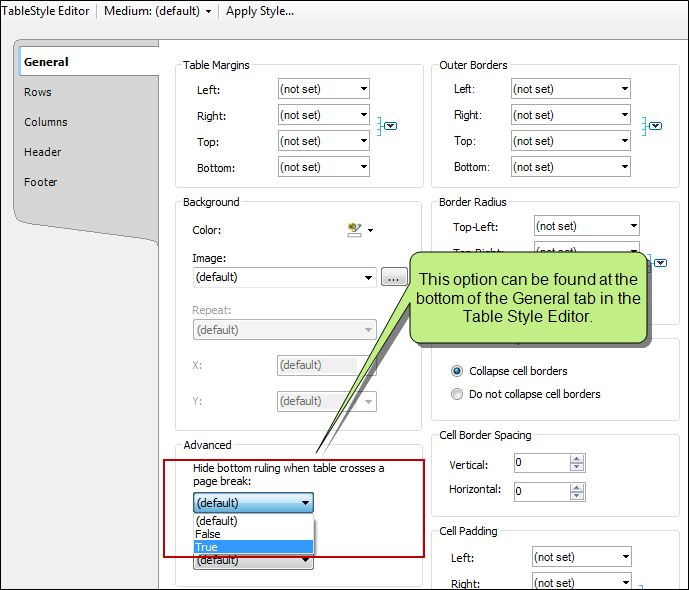 TableStyle Editor
Medium: (default)
Apply Style...
General
Rows
Columns
Header
Footer
Table Margins
Left: (not set)
Right: (not set)
Top: (not set)
Bottom: (not set)
Background
Color:
Image:
(default)
...
Repeat:
(default)
X: (default)
Y: (default)
Advanced
Hide bottom ruling when table crosses a
page break:
(default)
(default)
False
True
(default)
Outer Borders
Left: (not set)
Right: (not set)
Top: (not set)
Bottom: (not set)
Border Radius
Top-Left: (not set)
(not set)
This option can be found at the
bottom of the General tab in the
Table Style Editor.
Collapse cell borders
Do not collapse cell borders
Cell Border Spacing
Vertical: 0
Horizontal: 0
Cell Padding
Left: (not set)
Right: (not set)